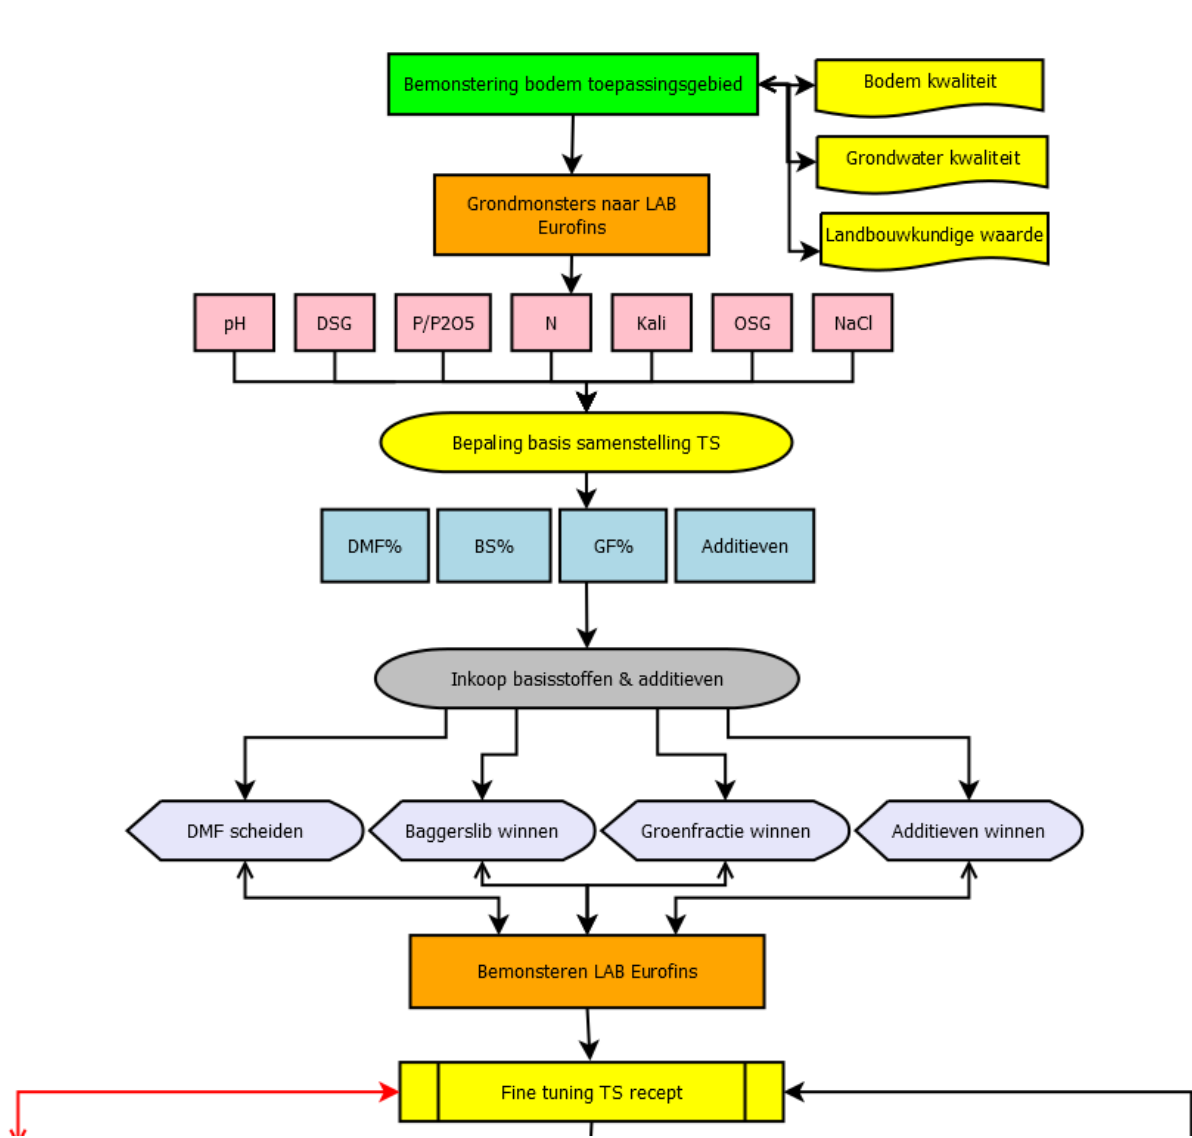 Bemonstering bodem toepassingsgebied
Bodem kwaliteit
Grondwater kwaliteit
Landbouwkundige waarde
Grondmonsters naar LAB
Eurofins
pH
DSG
P/P2O5
N
Kali
OSG
NaCl
Bepaling basis samenstelling TS
DMF%
BS%
GF%
Additieven
Inkoop basisstoffen & additieven
DMF scheiden
Baggerslib winnen
Groenfractie winnen
Additieven winnen
Bemonsteren LAB Eurofins
Fine tuning TS recept